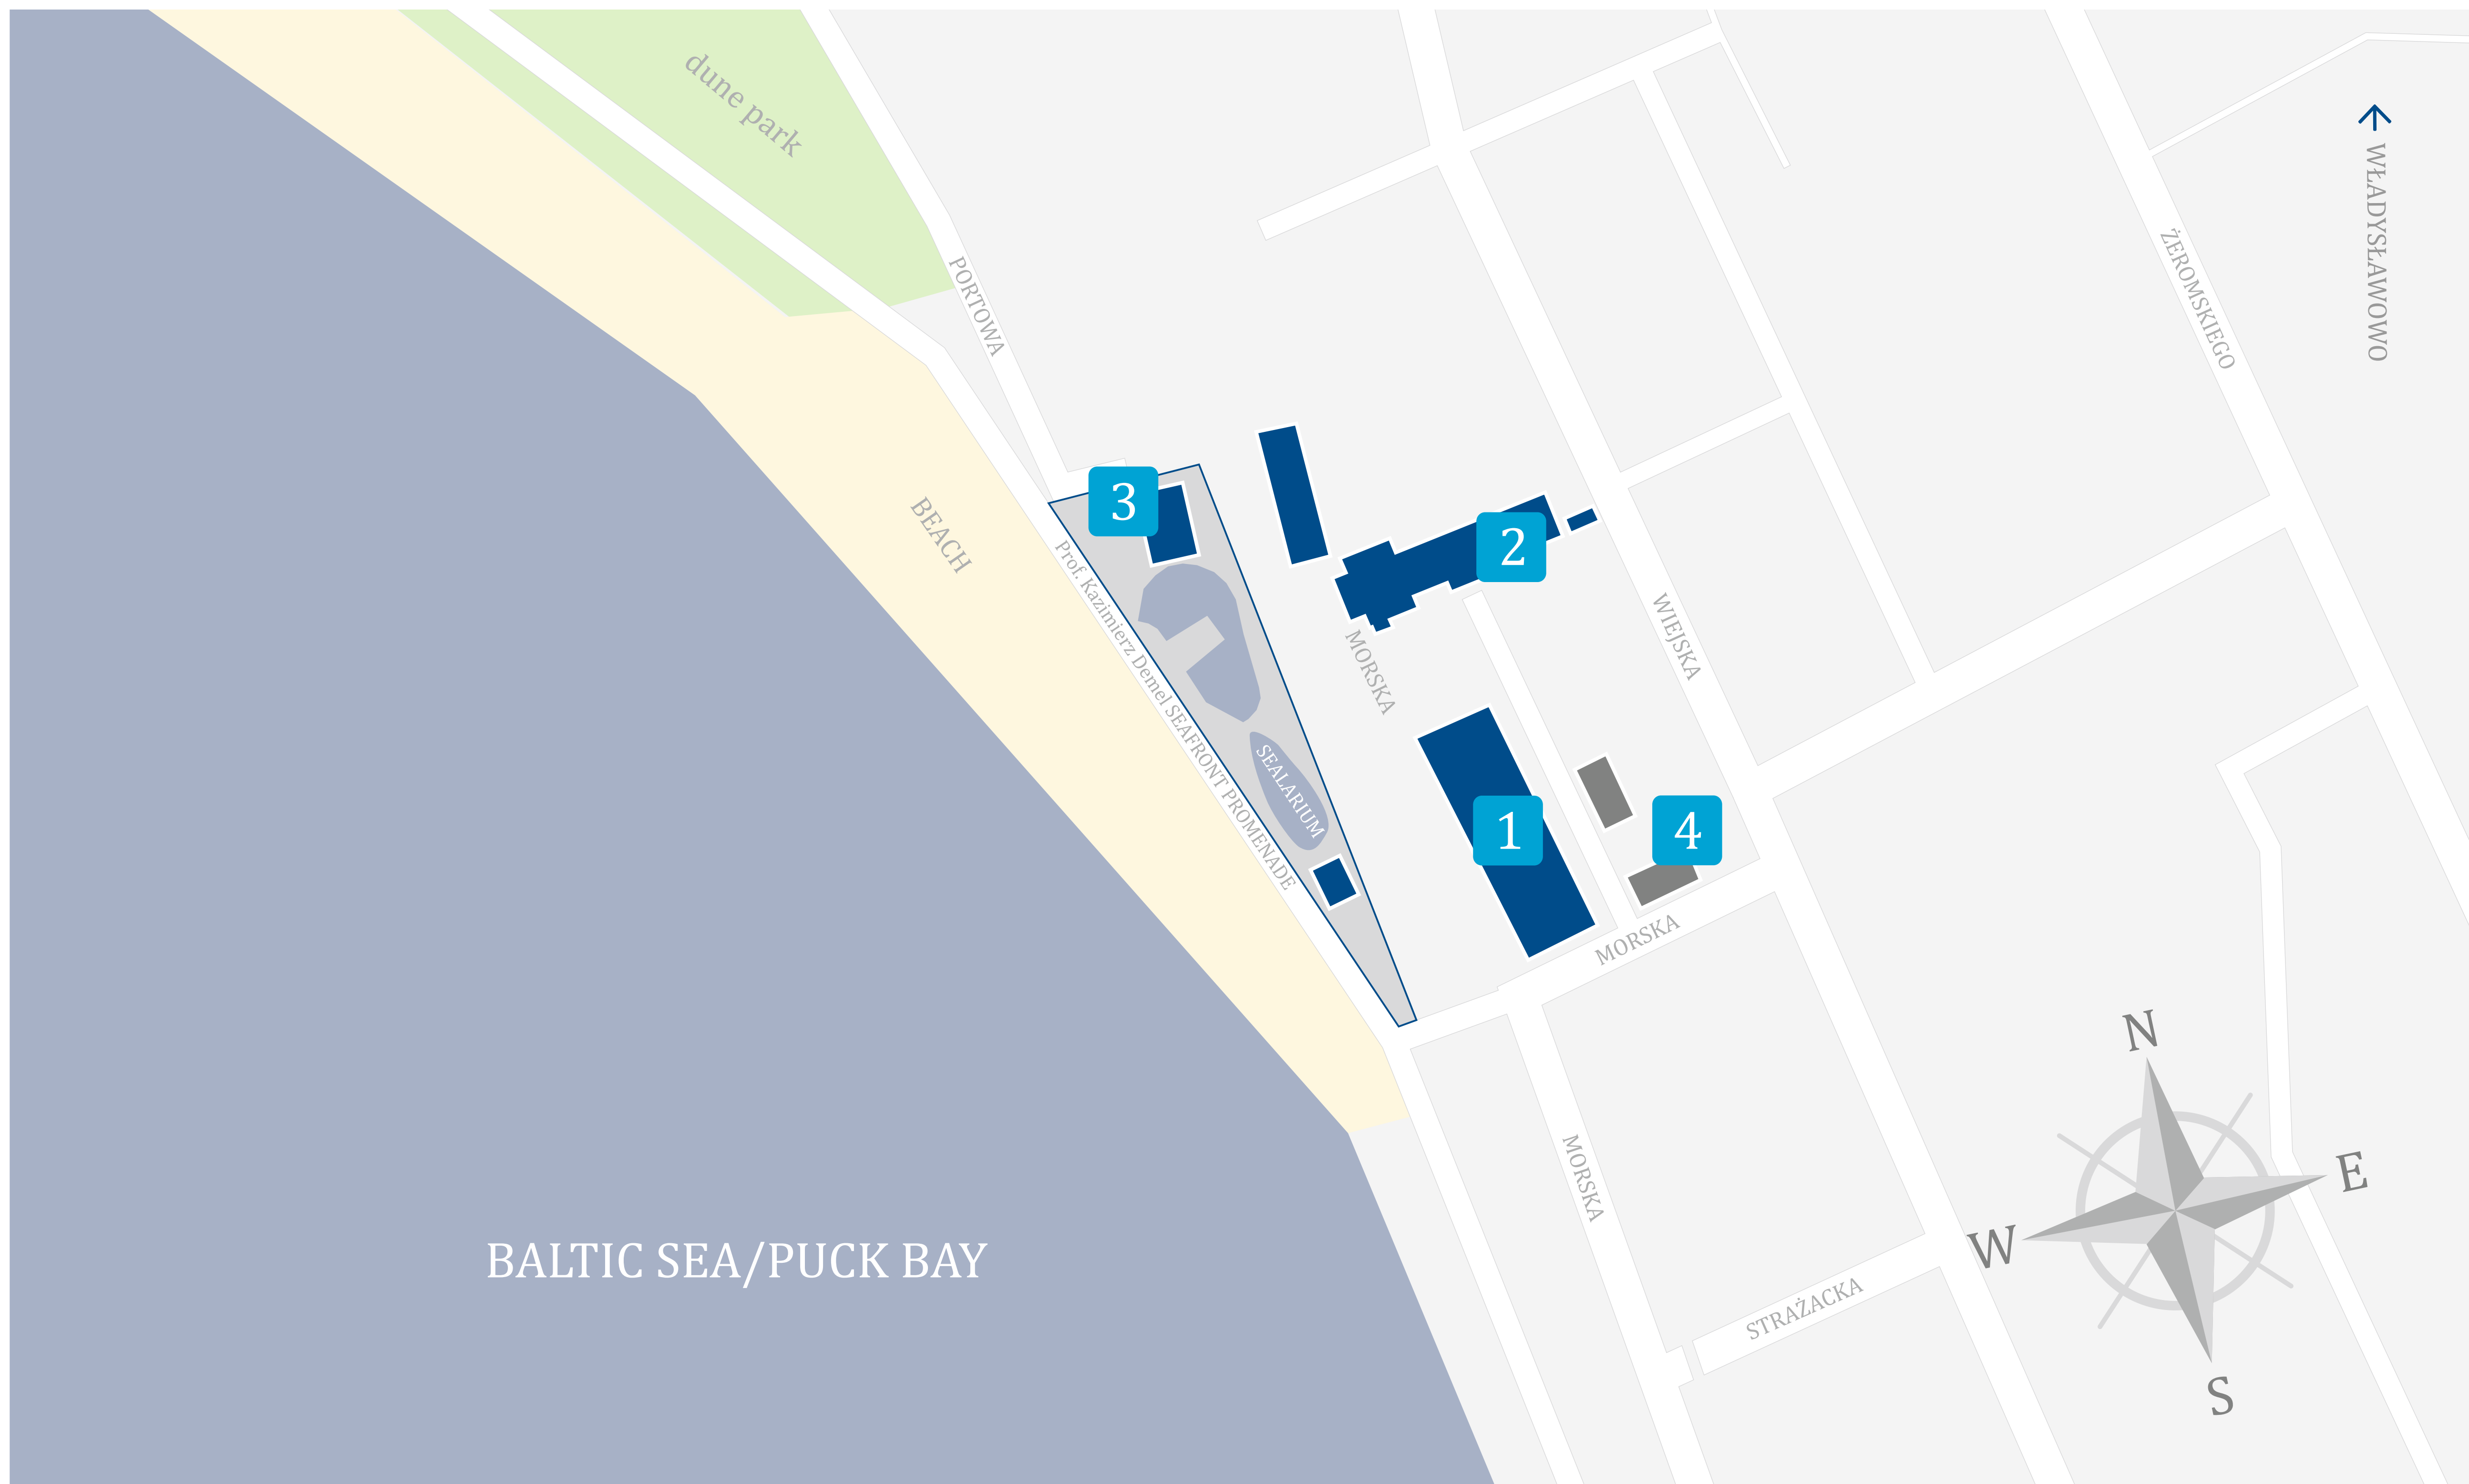 dune park
WŁADYSŁAWOWO
ŻEROMSKIEGO
PORTOWA
3
BEACH
2
Prof. Kazimierz Demel SEAFRONT PROMENADE
WIEJSKA
MORSKA
SEALARIUM
1
4
MORSKA
N
MORSKA
E
W
BALTIC SEA/PUCK BAY
STRAŻACKA
S